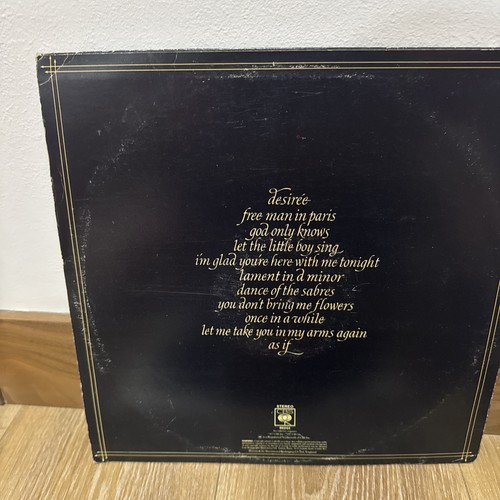 desirée
free man in paris
god only knows
let the little boy sing
i'm glad you're here with me tonight
lament in d minor
dance of the sabres
you don't bring me flowers
once in a while
let me take you in my arms again
as if
STEREO
CBS